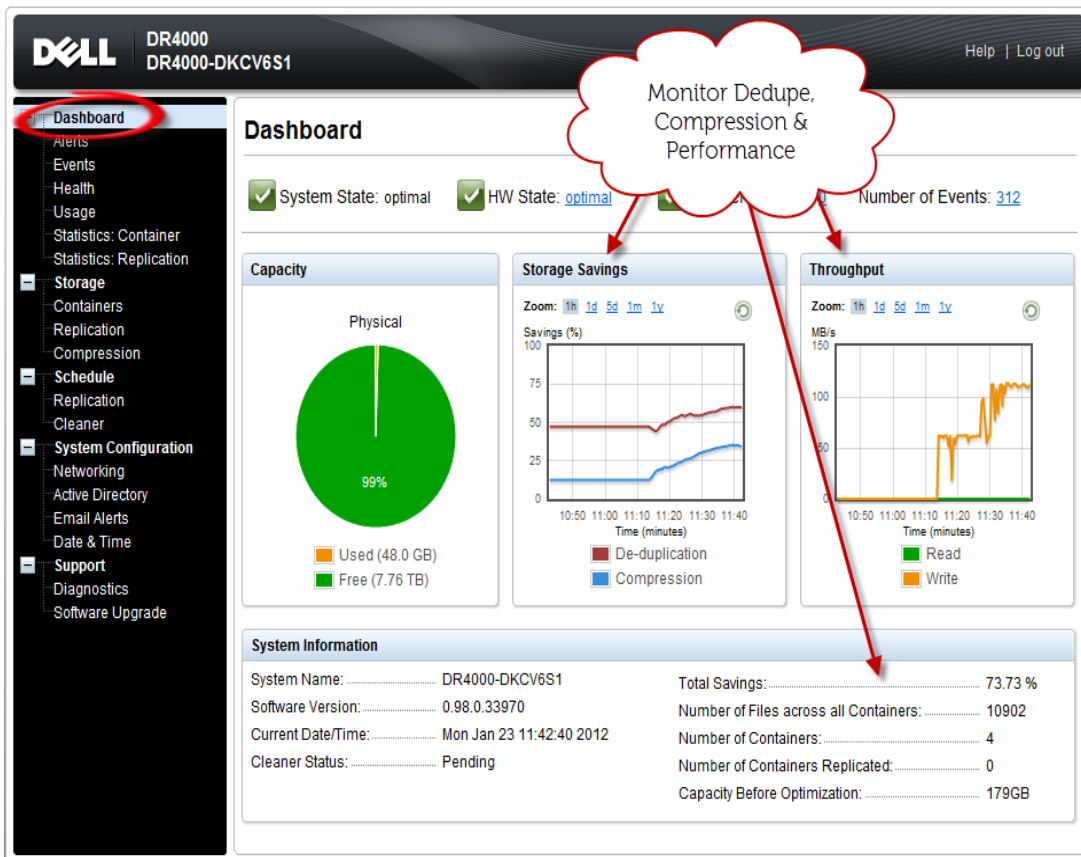 DELL
DR4000
DR4000-DKCV6S1
Help | Log out
Monitor Dedupe,
Compression &
Performance
Dashboard
Alerts
Events
Health
Usage
Statistics: Container
Statistics: Replication
Storage
Containers
Replication
Compression
Schedule
Replication
Cleaner
System Configuration
Networking
Active Directory
Email Alerts
Date & Time
Support
Diagnostics
Software Upgrade
Dashboard
System State: optimal
HW State: optimal
Number of Events: 312
Capacity
Physical
99%
Used (48.0 GB)
Free (7.76 TB)
Storage Savings
Zoom: 1h 1d 5d 1m 1y
Savings (%)
100
75
50
25
0
10:50 11:00 11:10 11:20 11:30 11:40
Time (minutes)
De-duplication
Compression
Throughput
Zoom: 1h 1d 5d 1m 1y
MB/s
150
100
50
0
10:50 11:00 11:10 11:20 11:30 11:40
Time (minutes)
Read
Write
System Information
System Name: DR4000-DKCV6S1
Software Version: 0.98.0.33970
Current Date/Time: Mon Jan 23 11:42:40 2012
Cleaner Status: Pending
Total Savings: 73.73 %
Number of Files across all Containers: 10902
Number of Containers: 4
Number of Containers Replicated: 0
Capacity Before Optimization: 179GB